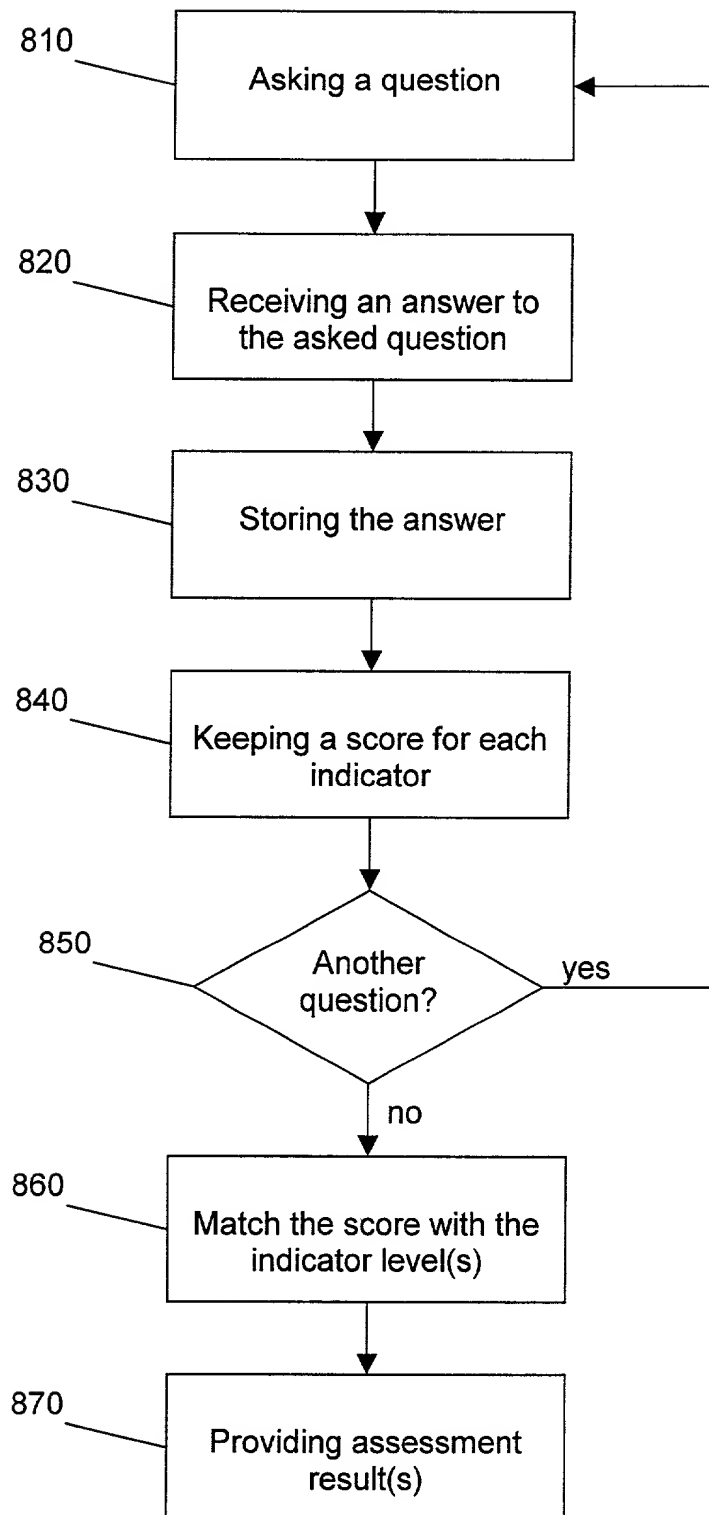 810
Asking a question
820
Receiving an answer to
the asked question
830
Storing the answer
840
Keeping a score for each
indicator
850
Another
question?
yes
no
860
Match the score with the
indicator level(s)
870
Providing assessment
result(s)